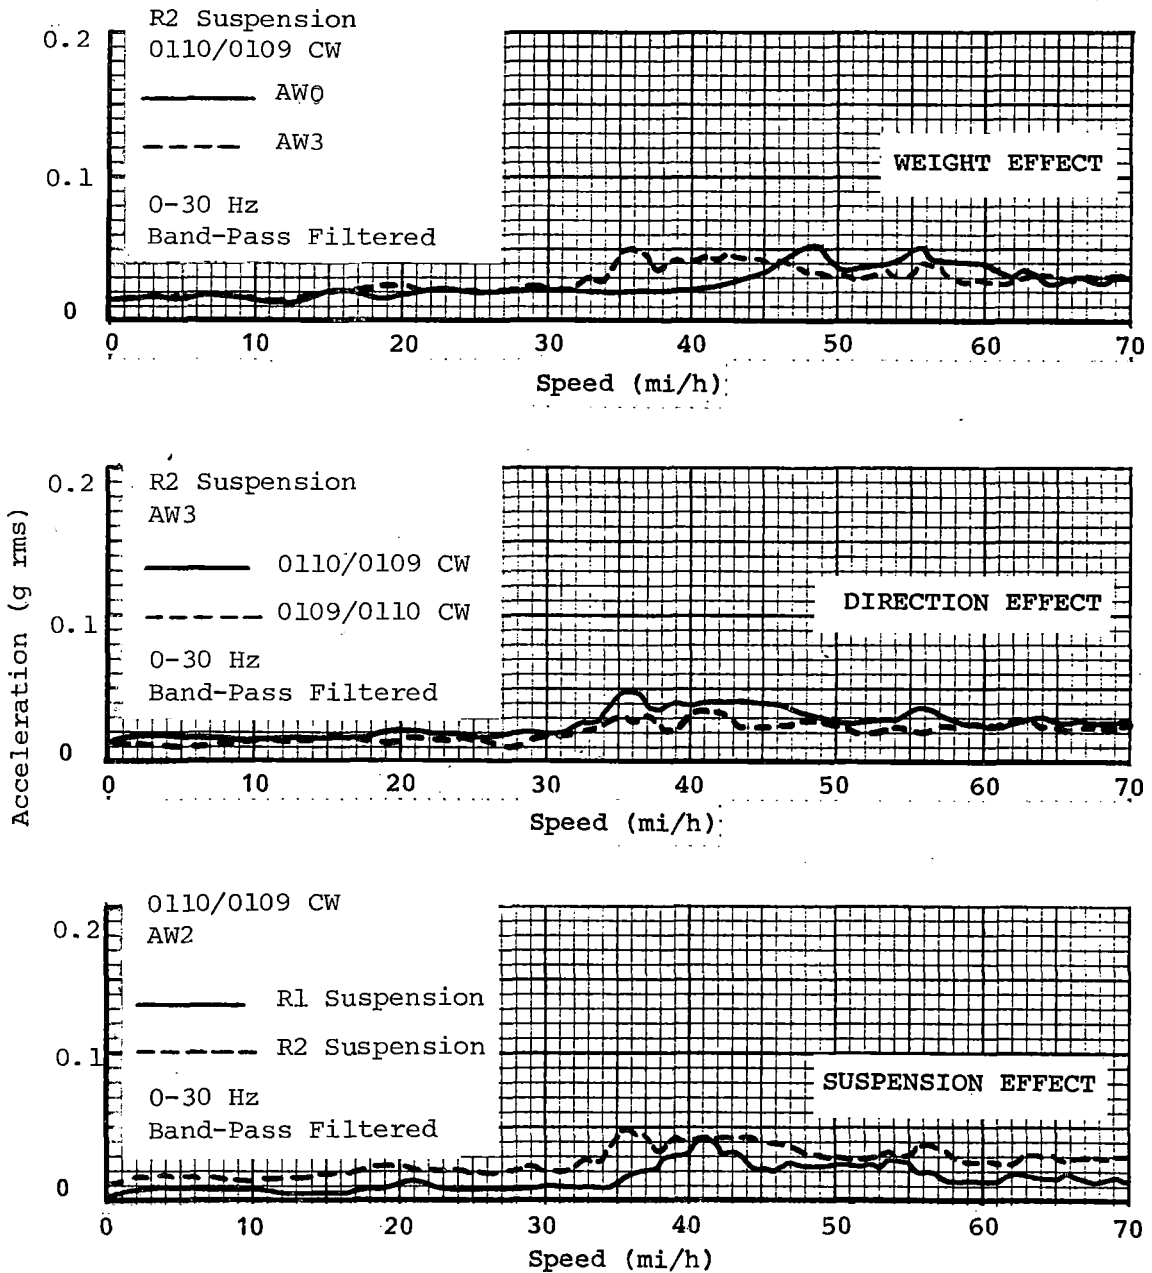 R2 Suspension
0110/0109 CW
AW0
AW3
0-30 Hz
Band-Pass Filtered
WEIGHT EFFECT
0.2
0.1
0
0 10 20 30 40 50 60 70
Speed (mi/h)
Acceleration (g rms)
R2 Suspension
AW3
0110/0109 CW
0109/0110 CW
0-30 Hz
Band-Pass Filtered
DIRECTION EFFECT
0.2
0.1
0
0 10 20 30 40 50 60 70
Speed (mi/h)
0110/0109 CW
AW2
R1 Suspension
R2 Suspension
0-30 Hz
Band-Pass Filtered
SUSPENSION EFFECT
0.2
0.1
0
0 10 20 30 40 50 60 70
Speed (mi/h)